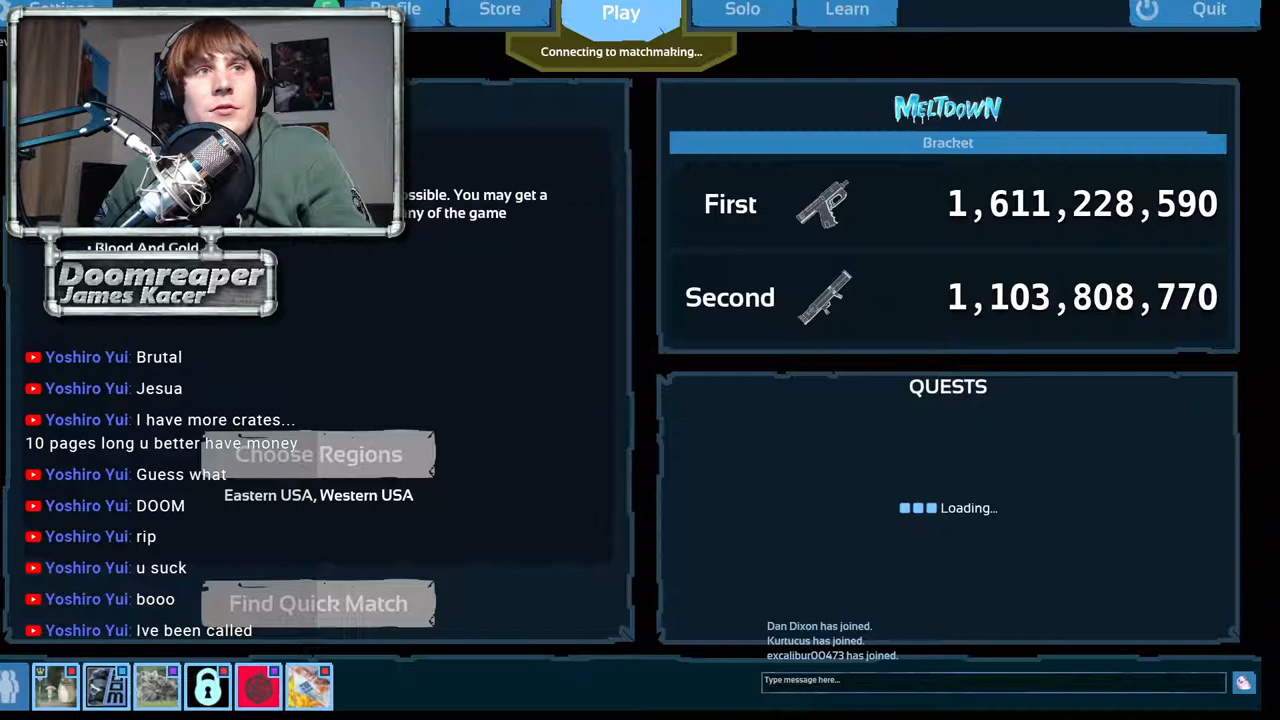 Profile
Store
Play
Solo
Learn
Quit
Connecting to matchmaking...
MELTDOWN
Bracket
First
1,611,228,590
Second
1,103,808,770
ssible. You may get a
ny of the game
• Blood And Gold
Doomreaper
James Kacer
Yoshiro Yui: Brutal
Yoshiro Yui: Jesua
Yoshiro Yui: I have more crates...
10 pages long u better have money
Yoshiro Yui: Guess what
Yoshiro Yui: DOOM
Yoshiro Yui: rip
Yoshiro Yui: u suck
Yoshiro Yui: booo
Yoshiro Yui: Ive been called
Choose Regions
Eastern USA, Western USA
Find Quick Match
QUESTS
Loading...
Dan Dixon has joined.
Kurtucus has joined.
excalibur00473 has joined.
Type message here...